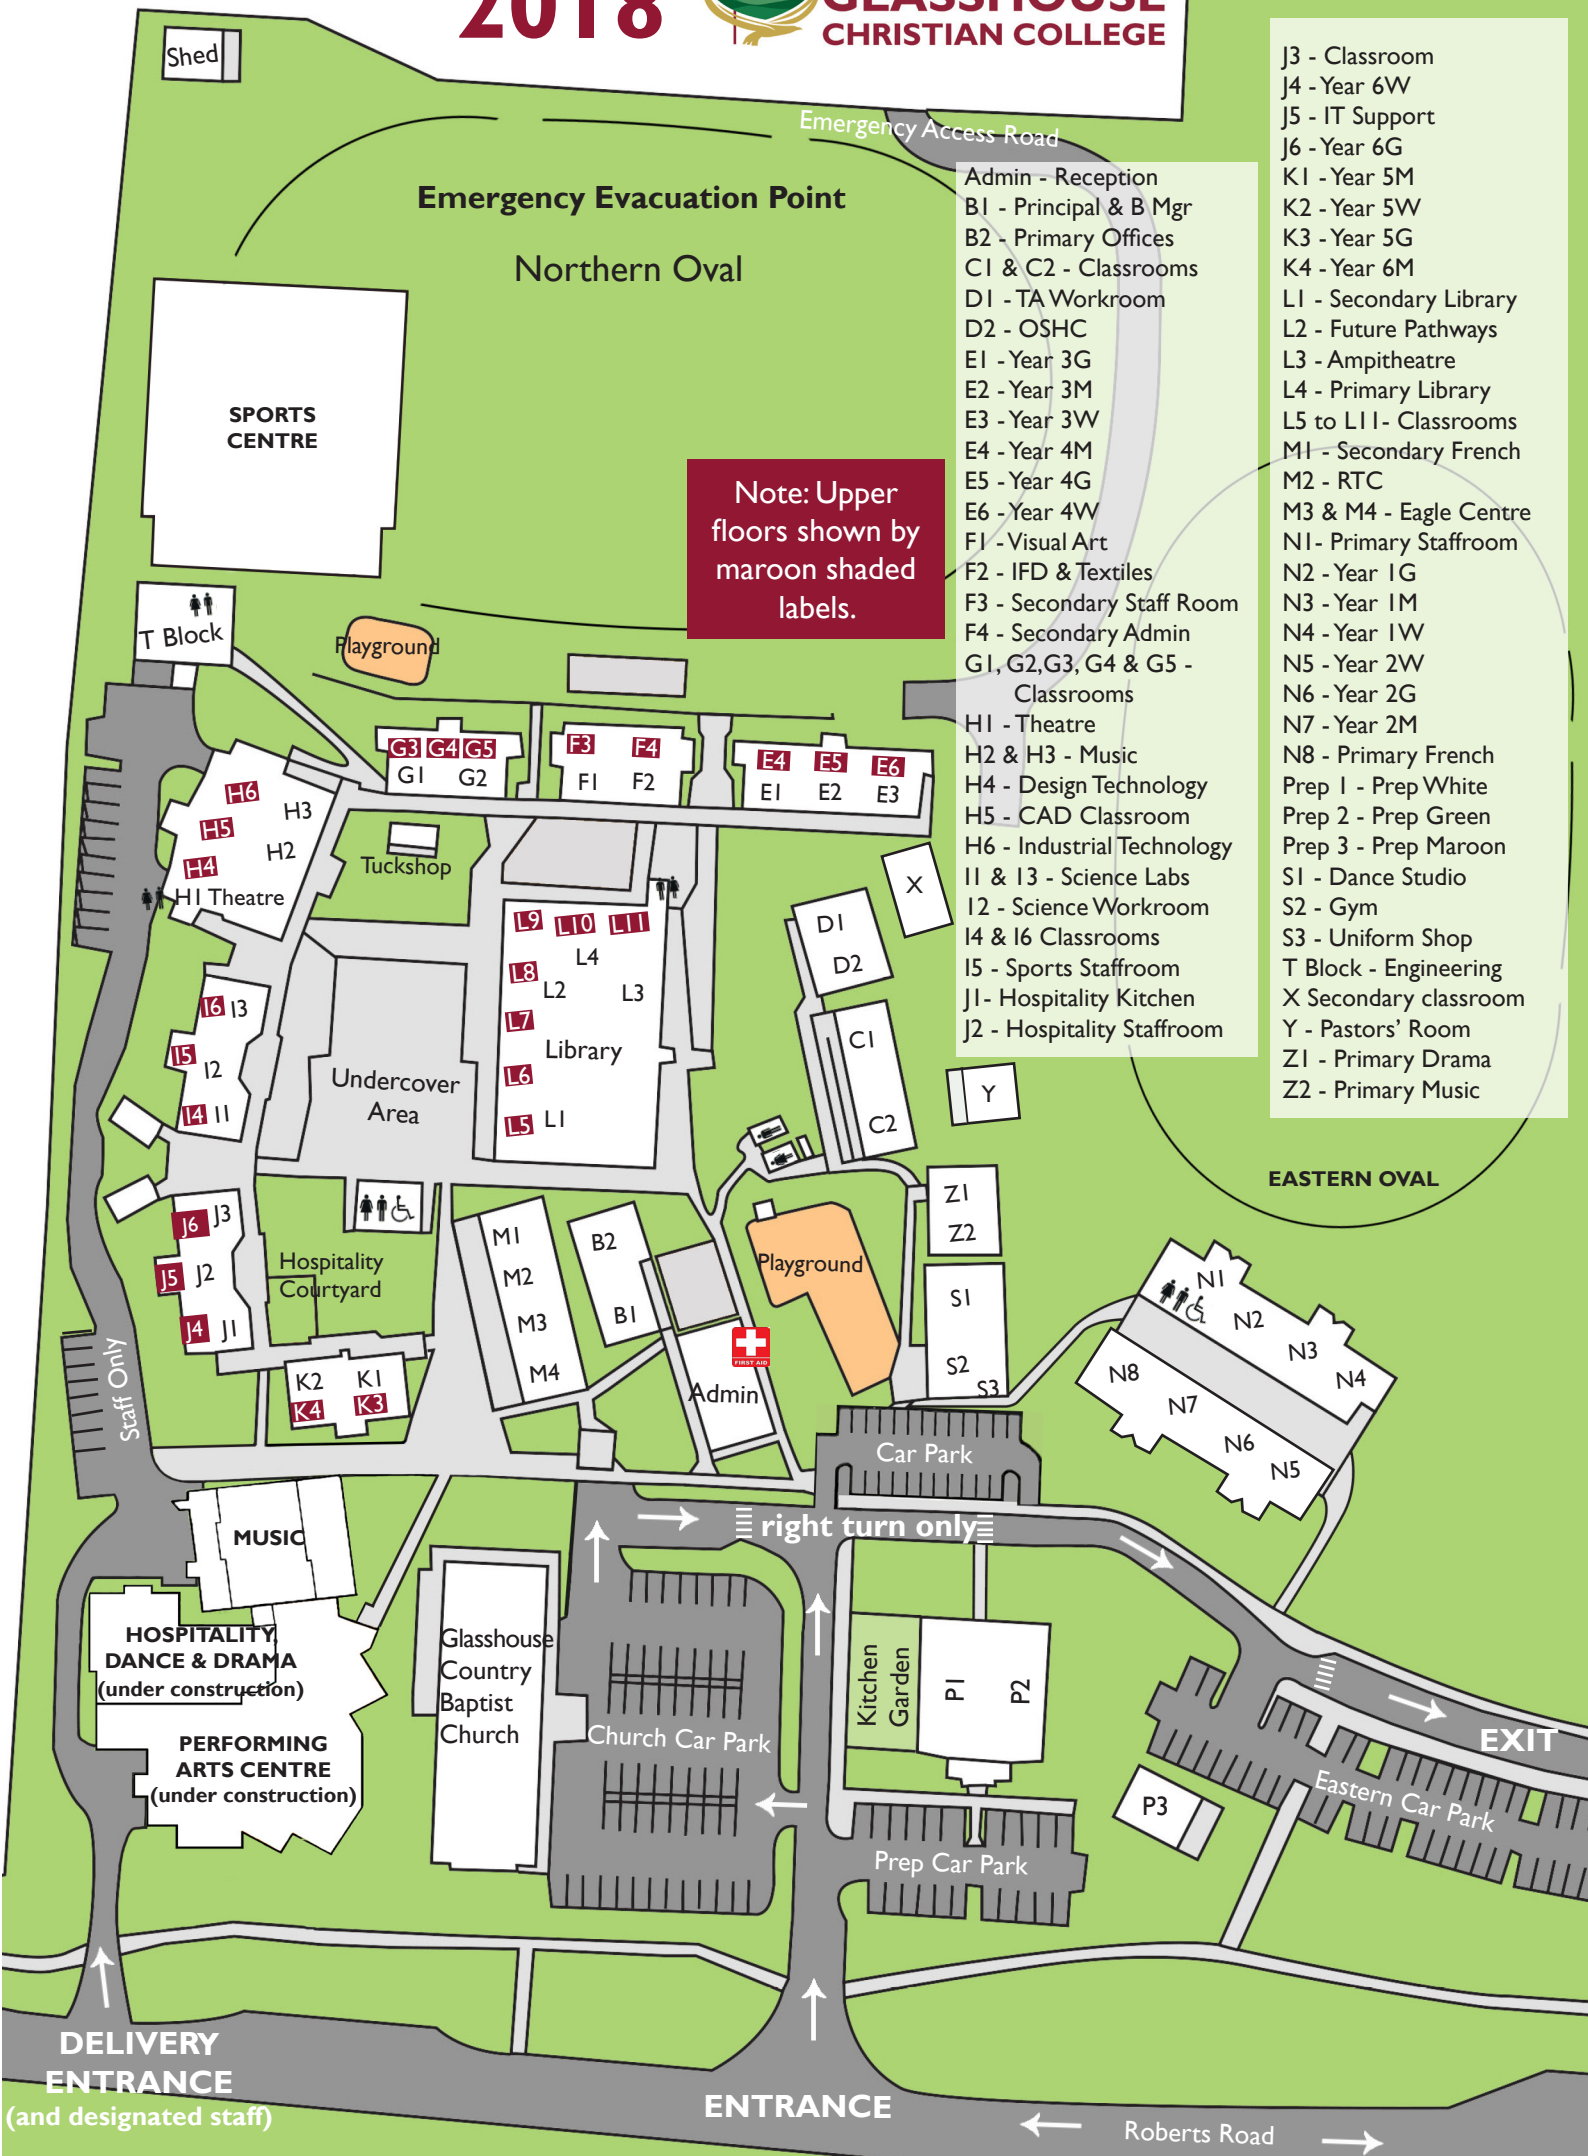 2018
GLASSHOUSE
CHRISTIAN COLLEGE
Shed
Emergency Access Road
Emergency Evacuation Point
Northern Oval
SPORTS
CENTRE
Note: Upper
floors shown by
maroon shaded
labels.
Admin - Reception
B1 - Principal & B Mgr
B2 - Primary Offices
C1 & C2 - Classrooms
D1 - TA Workroom
D2 - OSHC
E1 - Year 3G
E2 - Year 3M
E3 - Year 3W
E4 - Year 4M
E5 - Year 4G
E6 - Year 4W
F1 - Visual Art
F2 - IFD & Textiles
F3 - Secondary Staff Room
F4 - Secondary Admin
G1, G2,G3, G4 & G5 -
Classrooms
H1 - Theatre
H2 & H3 - Music
H4 - Design Technology
H5 - CAD Classroom
H6 - Industrial Technology
I1 & I3 - Science Labs
I2 - Science Workroom
I4 & I6 Classrooms
I5 - Sports Staffroom
J1- Hospitality Kitchen
J2 - Hospitality Staffroom
J3 - Classroom
J4 - Year 6W
J5 - IT Support
J6 - Year 6G
K1 - Year 5M
K2 - Year 5W
K3 - Year 5G
K4 - Year 6M
L1 - Secondary Library
L2 - Future Pathways
L3 - Ampitheatre
L4 - Primary Library
L5 to L11- Classrooms
M1 - Secondary French
M2 - RTC
M3 & M4 - Eagle Centre
N1- Primary Staffroom
N2 - Year 1G
N3 - Year 1M
N4 - Year 1W
N5 - Year 2W
N6 - Year 2G
N7 - Year 2M
N8 - Primary French
Prep 1 - Prep White
Prep 2 - Prep Green
Prep 3 - Prep Maroon
S1 - Dance Studio
S2 - Gym
S3 - Uniform Shop
T Block - Engineering
X Secondary classroom
Y - Pastors' Room
Z1 - Primary Drama
Z2 - Primary Music
T Block
Playground
G3 G4 G5
G1 G2
F3 F4
F1 F2
E4 E5 E6
E1 E2 E3
H6
H3
H5
H2
H4
H1 Theatre
Tuckshop
X
D1
D2
L9 L10 L11
L4
L8
L2 L3
L7
Library
L6
L5 L1
I6 I3
I5
I2
I4 I1
Undercover
Area
C1
C2
Y
EASTERN OVAL
J6 J3
J5 J2
J4 J1
Hospitality
Courtyard
M1
M2
M3
M4
B2
B1
Playground
Z1
Z2
S1
S2
S3
FIRST AID
Admin
N1
N2
N3
N4
N8
N7
N6
N5
K2 K1
K4 K3
Staff Only
Car Park
right turn only
MUSIC
HOSPITALITY,
DANCE & DRAMA
(under construction)
PERFORMING
ARTS CENTRE
(under construction)
Glasshouse
Country
Baptist
Church
Church Car Park
Kitchen
Garden
P1
P2
P3
EXIT
Eastern Car Park
Prep Car Park
DELIVERY
ENTRANCE
(and designated staff)
ENTRANCE
Roberts Road